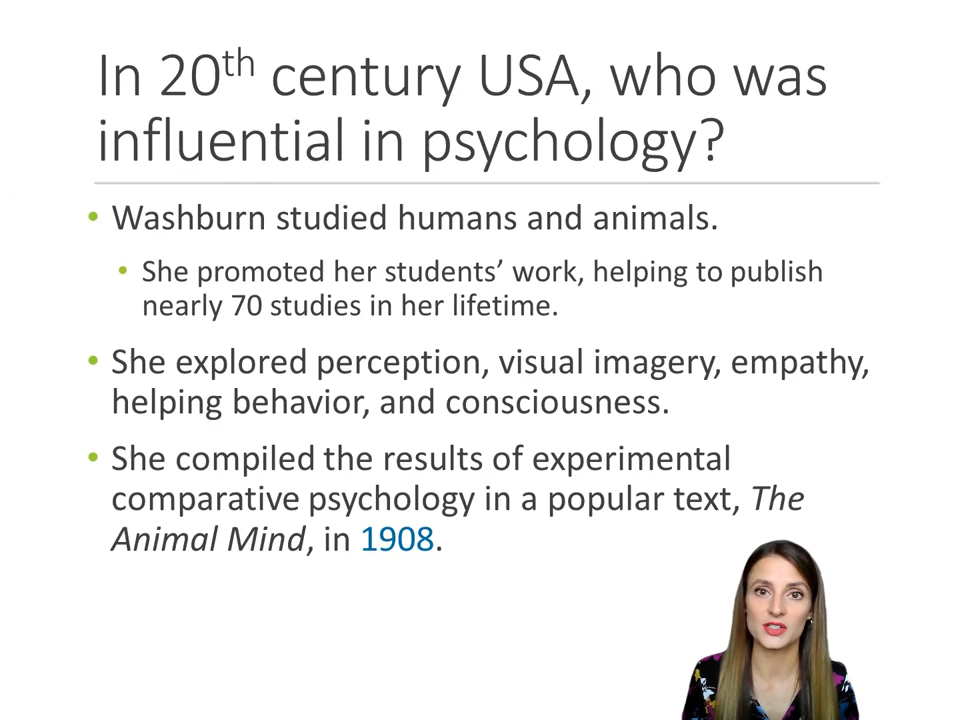 In 20th century USA, who was
influential in psychology?
• Washburn studied humans and animals.
• She promoted her students’ work, helping to publish
nearly 70 studies in her lifetime.
• She explored perception, visual imagery, empathy,
helping behavior, and consciousness.
• She compiled the results of experimental
comparative psychology in a popular text, The
Animal Mind, in 1908.